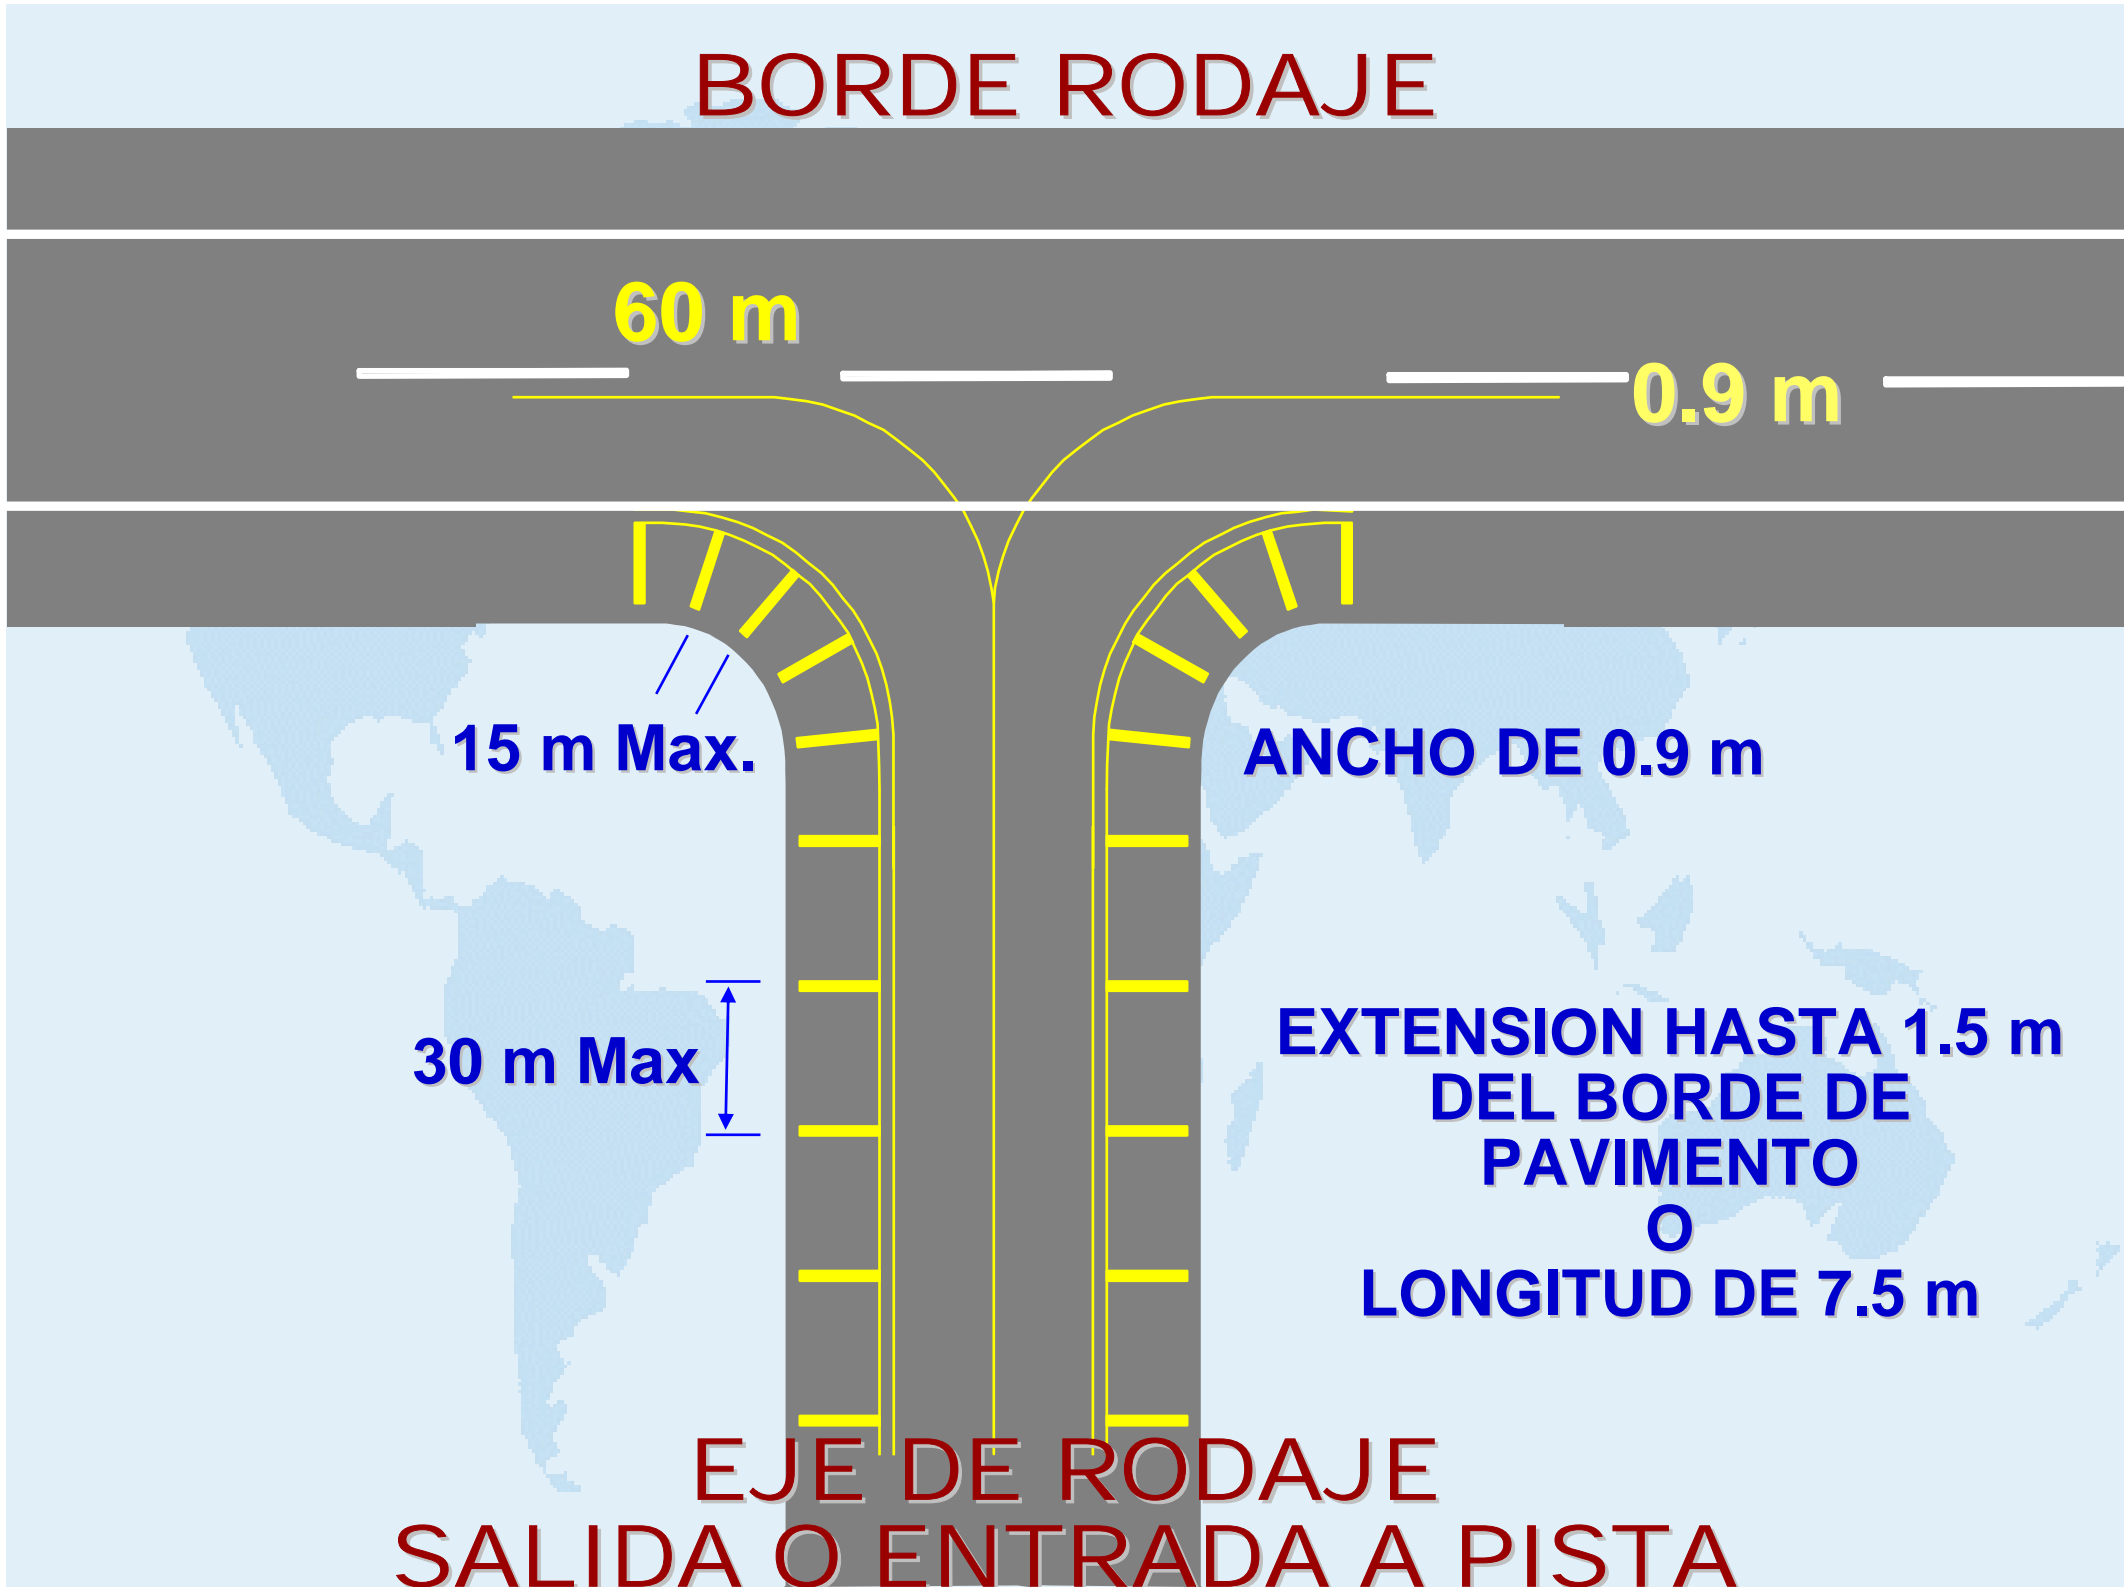 BORDE RODAJE
60 m
0.9 m
15 m Max.
ANCHO DE 0.9 m
30 m Max
EXTENSION HASTA 1.5 m
DEL BORDE DE
PAVIMENTO
O
LONGITUD DE 7.5 m
EJE DE RODAJE
SALIDA O ENTRADA A PISTA